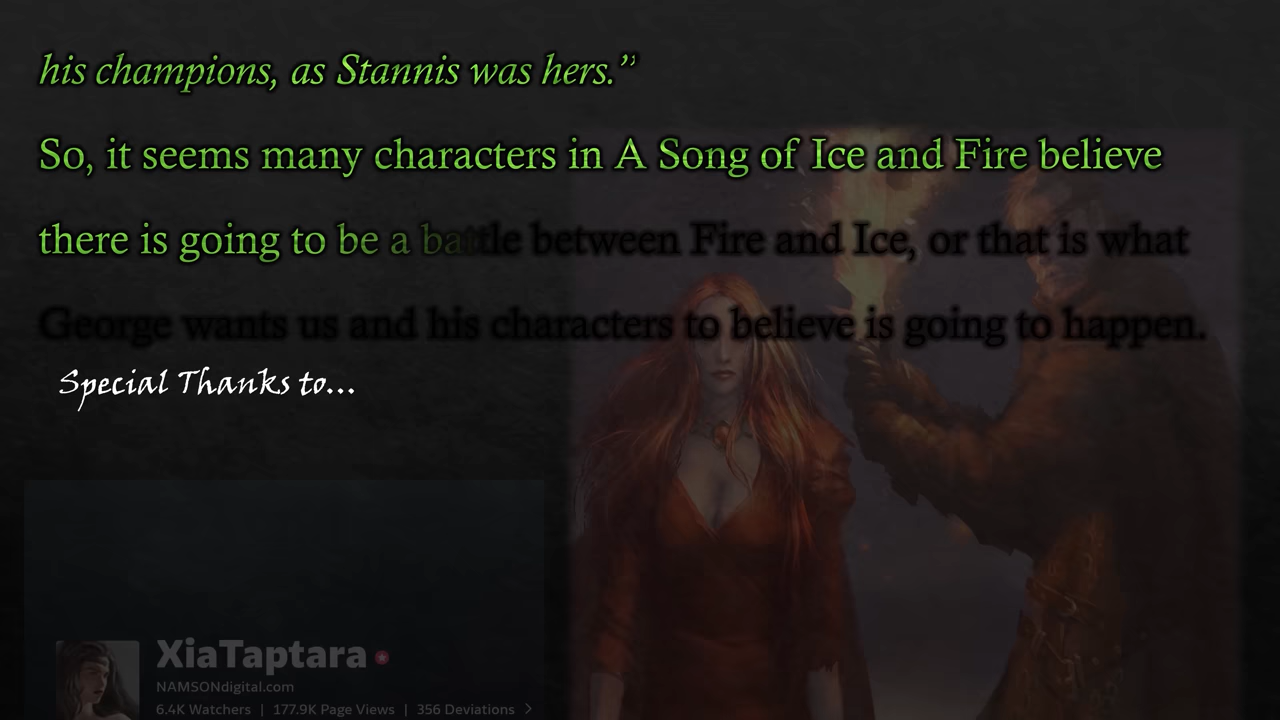 his champions, as Stannis was hers.”
So, it seems many characters in A Song of Ice and Fire believe
there is going to be a battle between Fire and Ice, or that is what
George wants us and his characters to believe is going to happen.
Special Thanks to...
XiaTaptara
NAMSONdigital.com
6.4K Watchers | 177.9K Page Views | 356 Deviations >